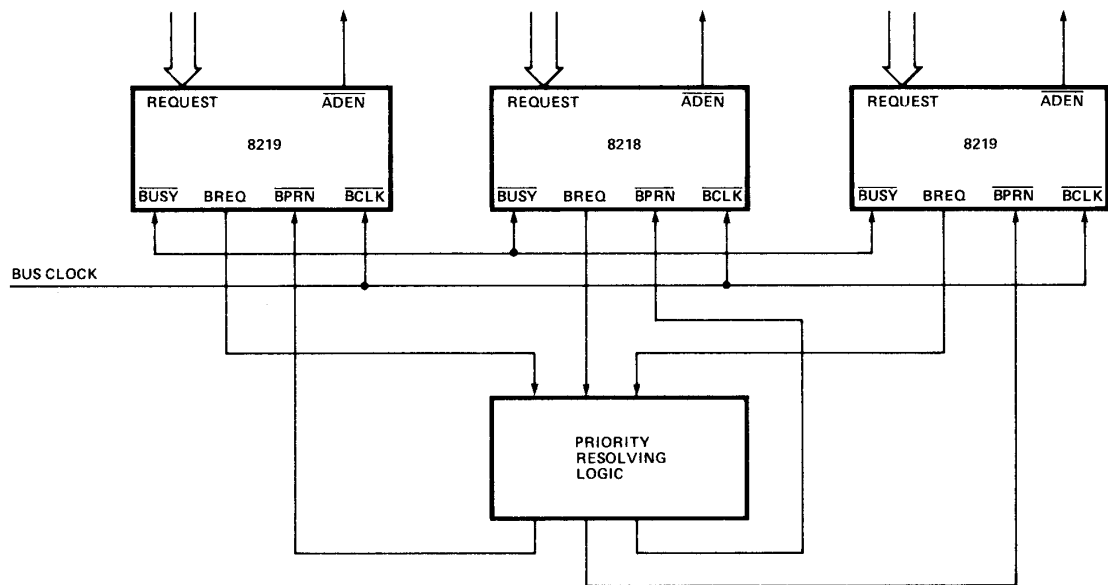 REQUEST ADEN
8219
BUSY BREQ BPRN BCLK
REQUEST ADEN
8218
BUSY BREQ BPRN BCLK
REQUEST ADEN
8219
BUSY BREQ BPRN BCLK
BUS CLOCK
PRIORITY
RESOLVING
LOGIC